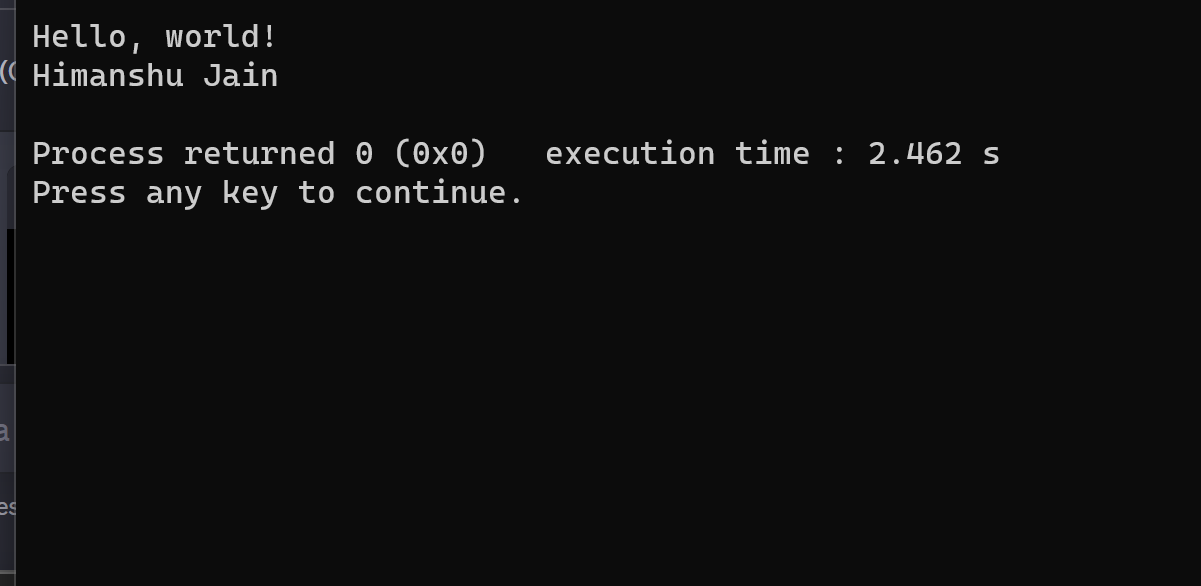 Hello, world!
Himanshu Jain
Process returned 0 (0x0)   execution time : 2.462 s
Press any key to continue.